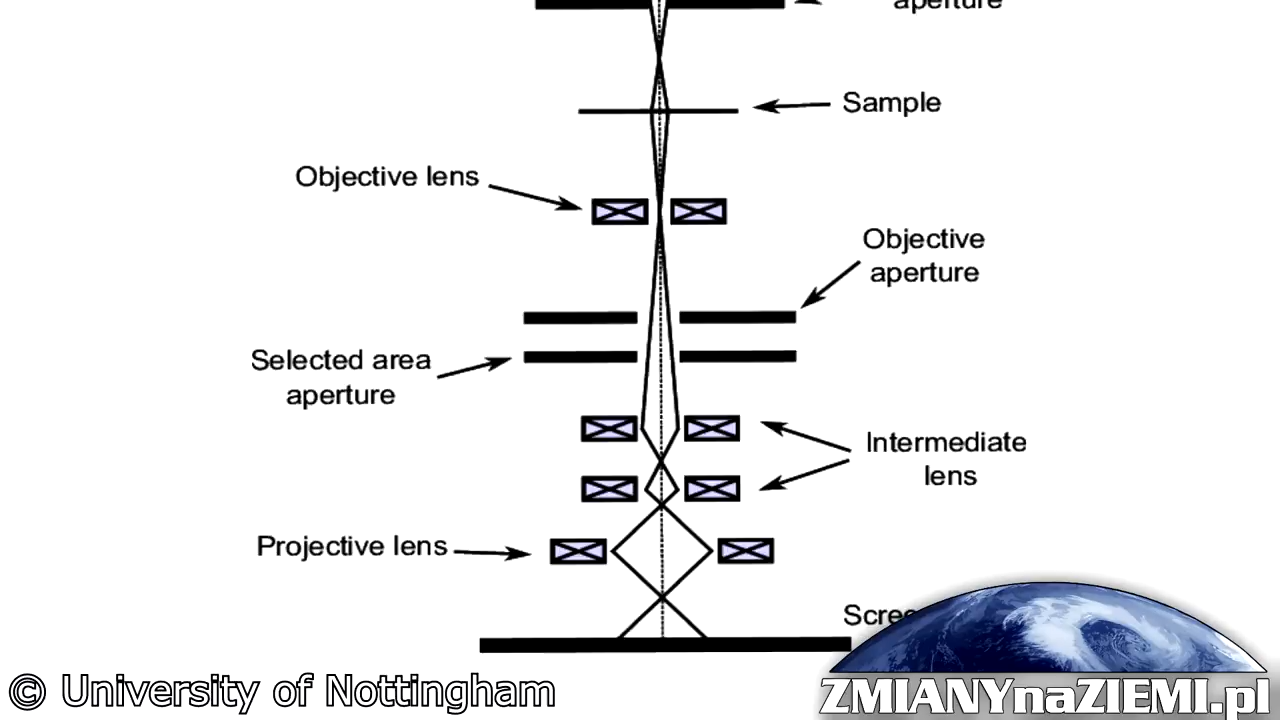 aperture
Sample
Objective lens
Objective
aperture
Selected area
aperture
Intermediate
lens
Projective lens
© University of Nottingham
ZMIANYnaZIEMI.pl